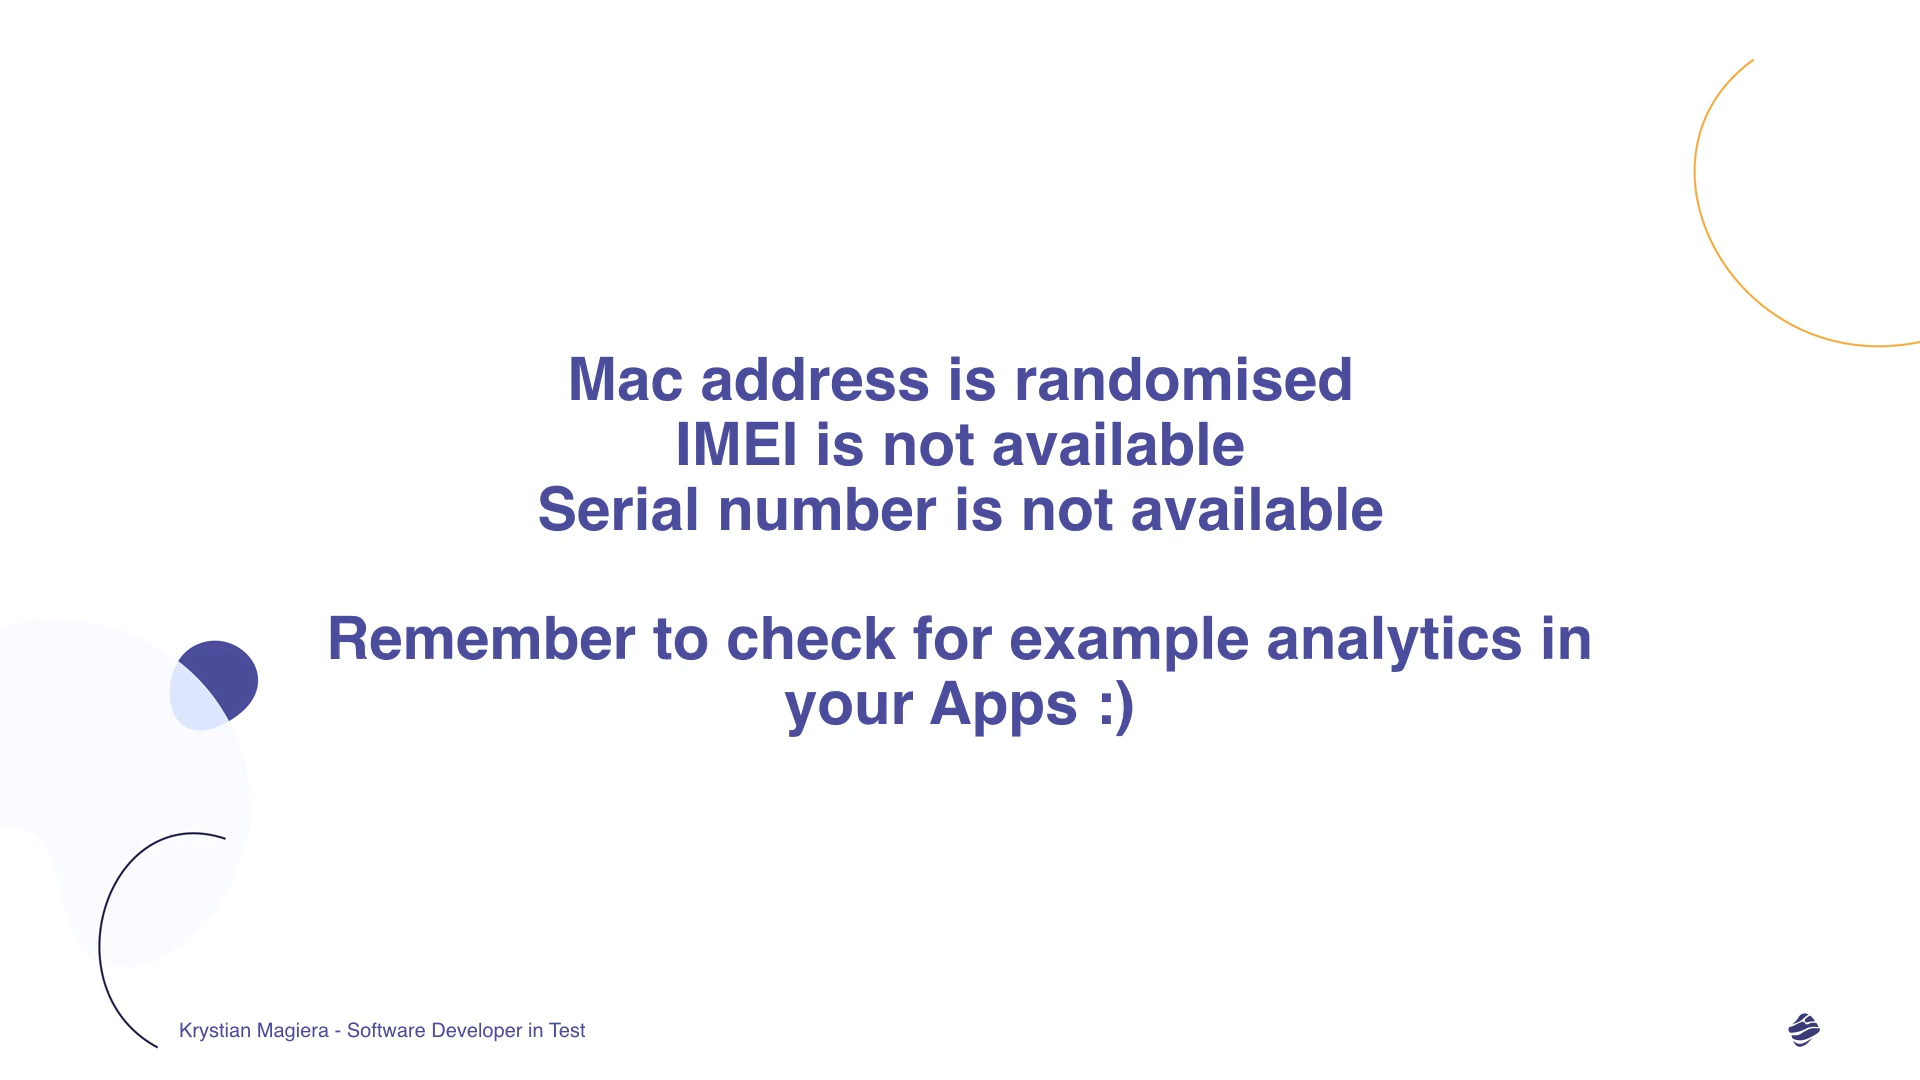 Mac address is randomised
IMEI is not available
Serial number is not available
Remember to check for example analytics in
your Apps :)
Krystian Magiera - Software Developer in Test